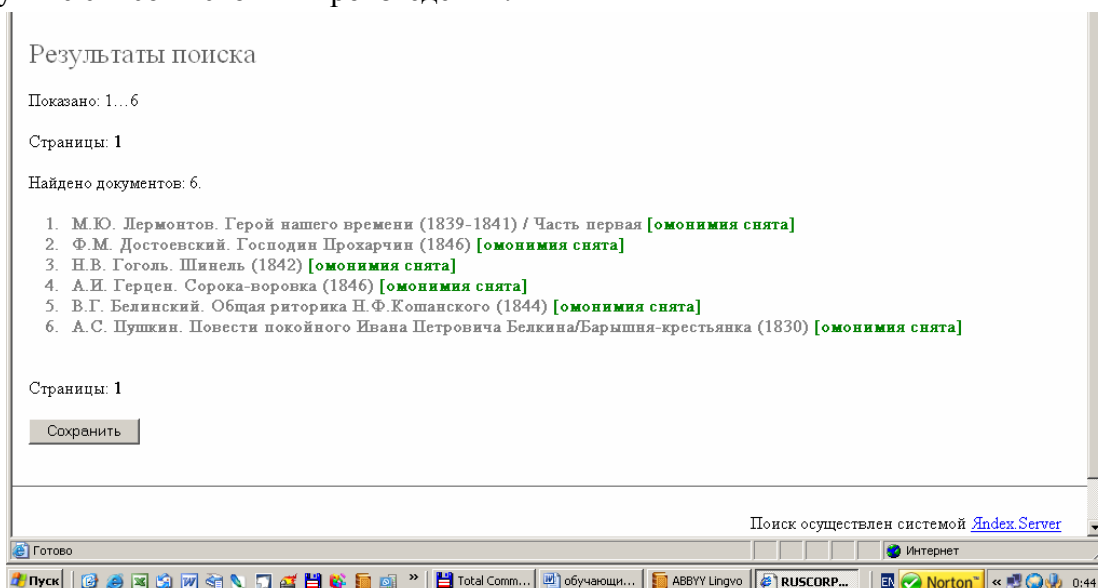 Результаты поиска
Показано: 1...6
Страницы: 1
Найдено документов: 6.
1. М.Ю. Лермонтов. Герой нашего времени (1839-1841) / Часть первая [омонимия снята]
2. Ф.М. Достоевский. Господин Прохарчин (1846) [омонимия снята]
3. Н.В. Гоголь. Шинель (1842) [омонимия снята]
4. А.И. Герцен. Сорока-воровка (1846) [омонимия снята]
5. В.Г. Белинский. Общая риторика Н.Ф.Кошанского (1844) [омонимия снята]
6. А.С. Пушкин. Повести покойного Ивана Петровича Белкина/Барышня-крестьянка (1830) [омонимия снята]
Страницы: 1
Сохранить
Поиск осуществлен системой Яndex.Server
Готово Интернет
Пуск » Total Comm... обучающи... ABBYY Lingvo RUSCORP... EN Norton™ « 0:44